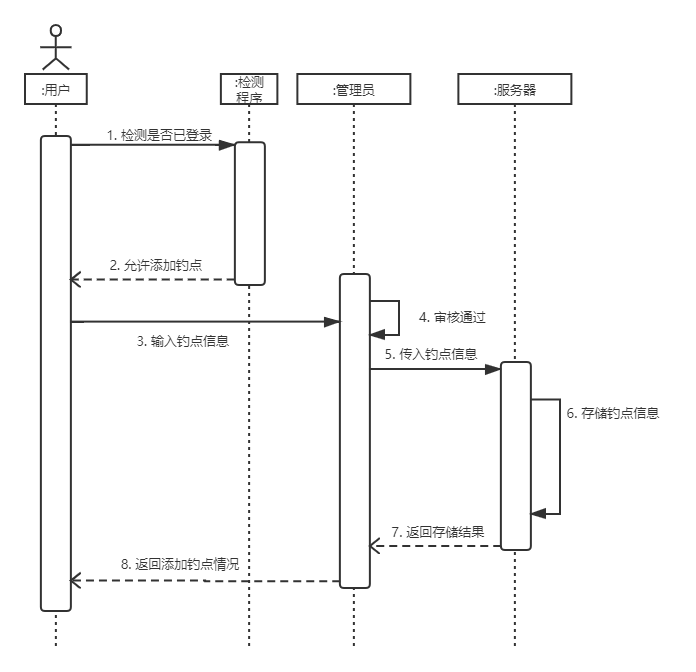 :用户
:检测
程序
:管理员
:服务器
1. 检测是否已登录
2. 允许添加钓点
3. 输入钓点信息
4. 审核通过
5. 传入钓点信息
6. 存储钓点信息
7. 返回存储结果
8. 返回添加钓点情况